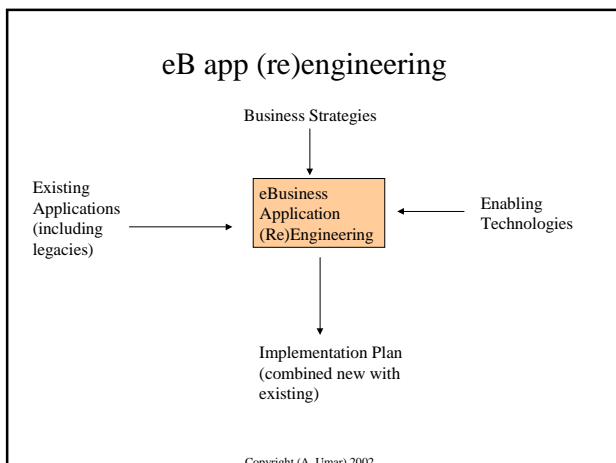 eB app (re)engineering
Business Strategies
Existing
Applications
(including
legacies)
eBusiness
Application
(Re)Engineering
Enabling
Technologies
Implementation Plan
(combined new with
existing)
Copyright (A. Umar) 2002